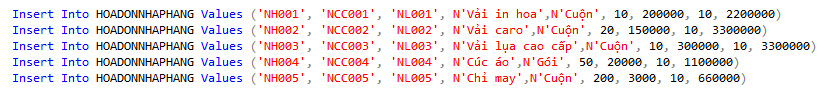 Insert Into HOADONNHAPHANG Values ('NH001', 'NCC001', 'NL001', N'Vải in hoa',N'Cuộn', 10, 200000, 10, 2200000)
Insert Into HOADONNHAPHANG Values ('NH002', 'NCC002', 'NL002', N'Vải caro',N'Cuộn', 20, 150000, 10, 3300000)
Insert Into HOADONNHAPHANG Values ('NH003', 'NCC003', 'NL003', N'Vải lụa cao cấp',N'Cuộn', 10, 300000, 10, 3300000)
Insert Into HOADONNHAPHANG Values ('NH004', 'NCC004', 'NL004', N'Cúc áo',N'Gói', 50, 20000, 10, 1100000)
Insert Into HOADONNHAPHANG Values ('NH005', 'NCC005', 'NL005', N'Chỉ may',N'Cuộn', 200, 3000, 10, 660000)